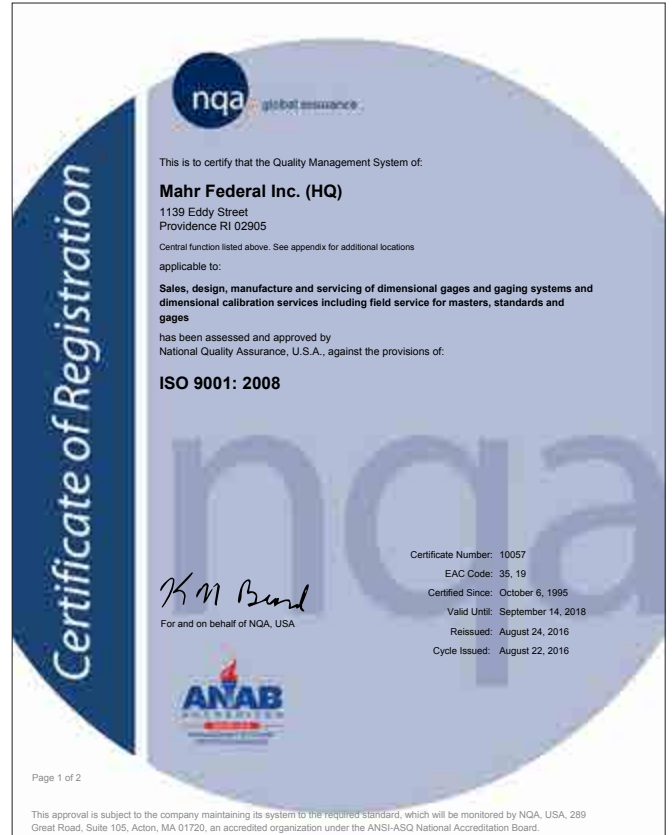 Certificate of Registration
nqa global assurance
This is to certify that the Quality Management System of:
Mahr Federal Inc. (HQ)
1139 Eddy Street
Providence RI 02905
Central function listed above. See appendix for additional locations
applicable to:
Sales, design, manufacture and servicing of dimensional gages and gaging systems and
dimensional calibration services including field service for masters, standards and
gages
has been assessed and approved by
National Quality Assurance, U.S.A., against the provisions of:
ISO 9001: 2008
nqa
Certificate Number: 10057
EAC Code: 35, 19
Certified Since: October 6, 1995
Valid Until: September 14, 2018
Reissued: August 24, 2016
Cycle Issued: August 22, 2016
K N Beard
For and on behalf of NQA, USA
ANAB
ACCREDITED
Page 1 of 2
This approval is subject to the company maintaining its system to the required standard, which will be monitored by NQA, USA, 289
Great Road, Suite 105, Acton, MA 01720, an accredited organization under the ANSI-ASQ National Accreditation Board.